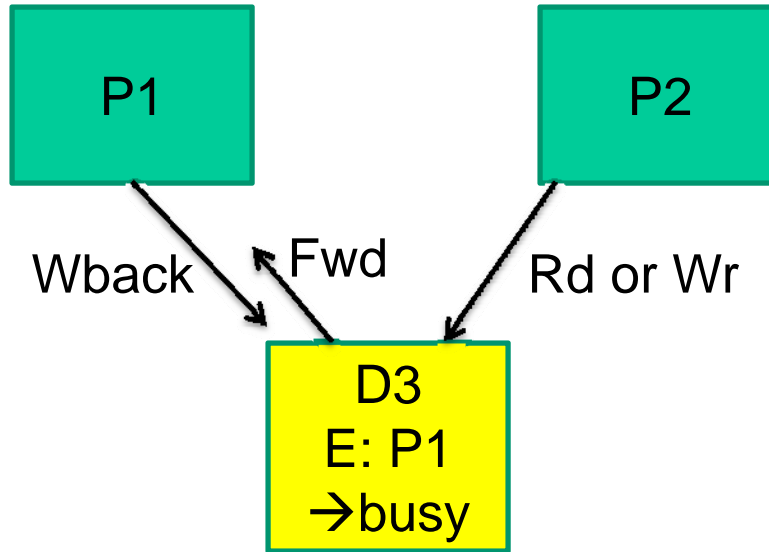 P1
P2
Wback
Fwd
Rd or Wr
D3
E: P1
→busy